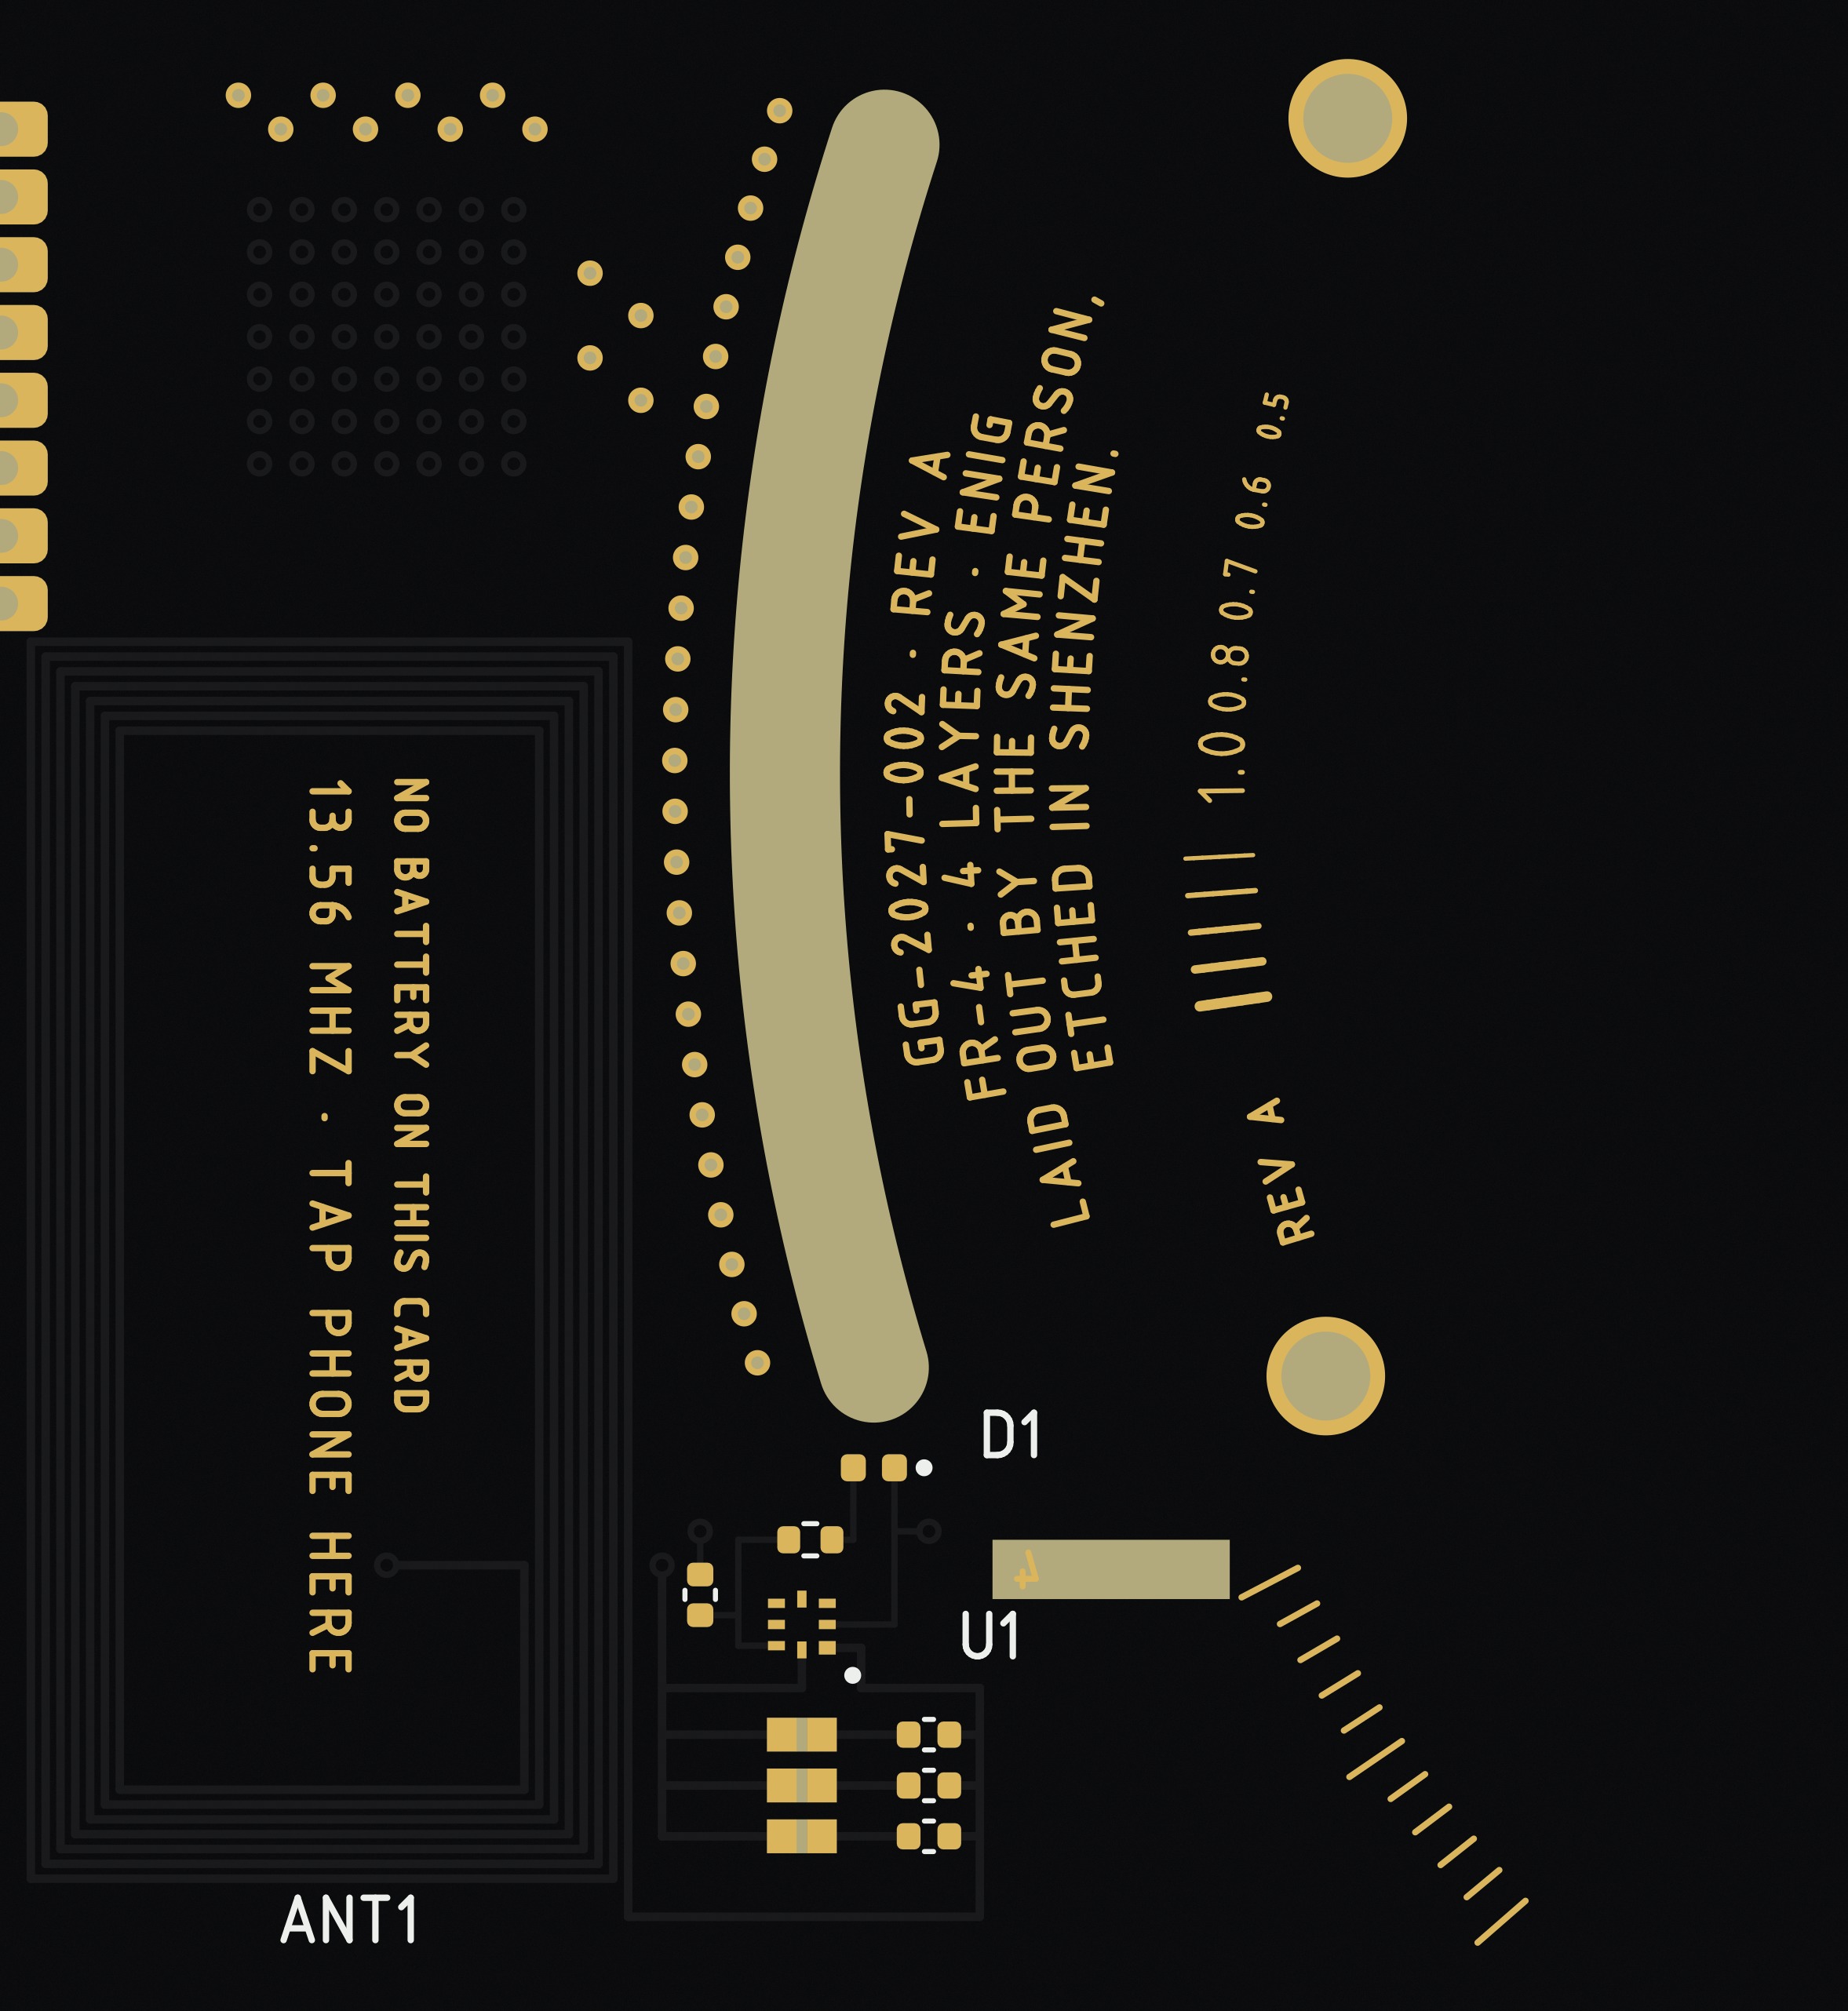 NO BATTERY ON THIS CARD
13.56 MHZ · TAP PHONE HERE
GG-2027-002 · REV A
FR-4 · 4 LAYERS · ENIG
LAID OUT BY THE SAME PERSON,
ETCHED IN SHENZHEN.
1.0 0.8 0.7 0.6 0.5
REV A
D1
4
U1
ANT1